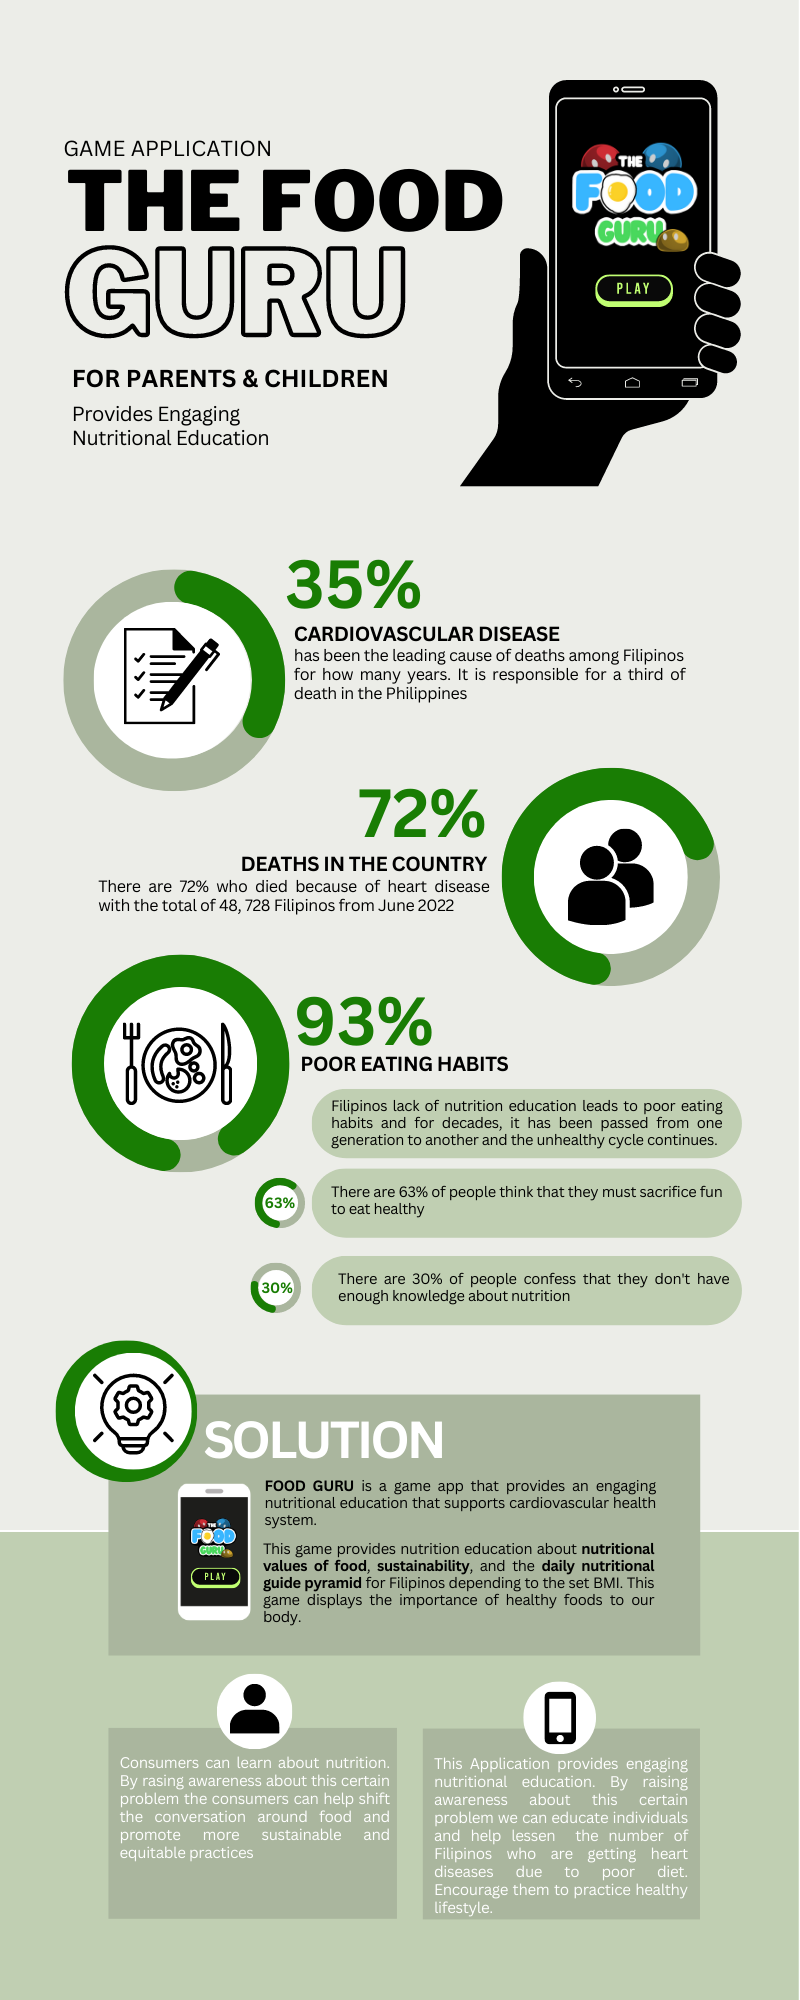 GAME APPLICATION
THE FOOD
GURU
FOR PARENTS & CHILDREN
Provides Engaging
Nutritional Education
THE
FOOD
GURU
PLAY
35%
CARDIOVASCULAR DISEASE
has been the leading cause of deaths among Filipinos
for how many years. It is responsible for a third of
death in the Philippines
72%
DEATHS IN THE COUNTRY
There are 72% who died because of heart disease
with the total of 48, 728 Filipinos from June 2022
93%
POOR EATING HABITS
Filipinos lack of nutrition education leads to poor eating
habits and for decades, it has been passed from one
generation to another and the unhealthy cycle continues.
63%
There are 63% of people think that they must sacrifice fun
to eat healthy
30%
There are 30% of people confess that they don't have
enough knowledge about nutrition
SOLUTION
THE
FOOD
GURU
PLAY
FOOD GURU is a game app that provides an engaging
nutritional education that supports cardiovascular health
system.
This game provides nutrition education about nutritional
values of food, sustainability, and the daily nutritional
guide pyramid for Filipinos depending to the set BMI. This
game displays the importance of healthy foods to our
body.
Consumers can learn about nutrition.
By rasing awareness about this certain
problem the consumers can help shift
the conversation around food and
promote more sustainable and
equitable practices
This Application provides engaging
nutritional education. By raising
awareness about this certain
problem we can educate individuals
and help lessen the number of
Filipinos who are getting heart
diseases due to poor diet.
Encourage them to practice healthy
lifestyle.